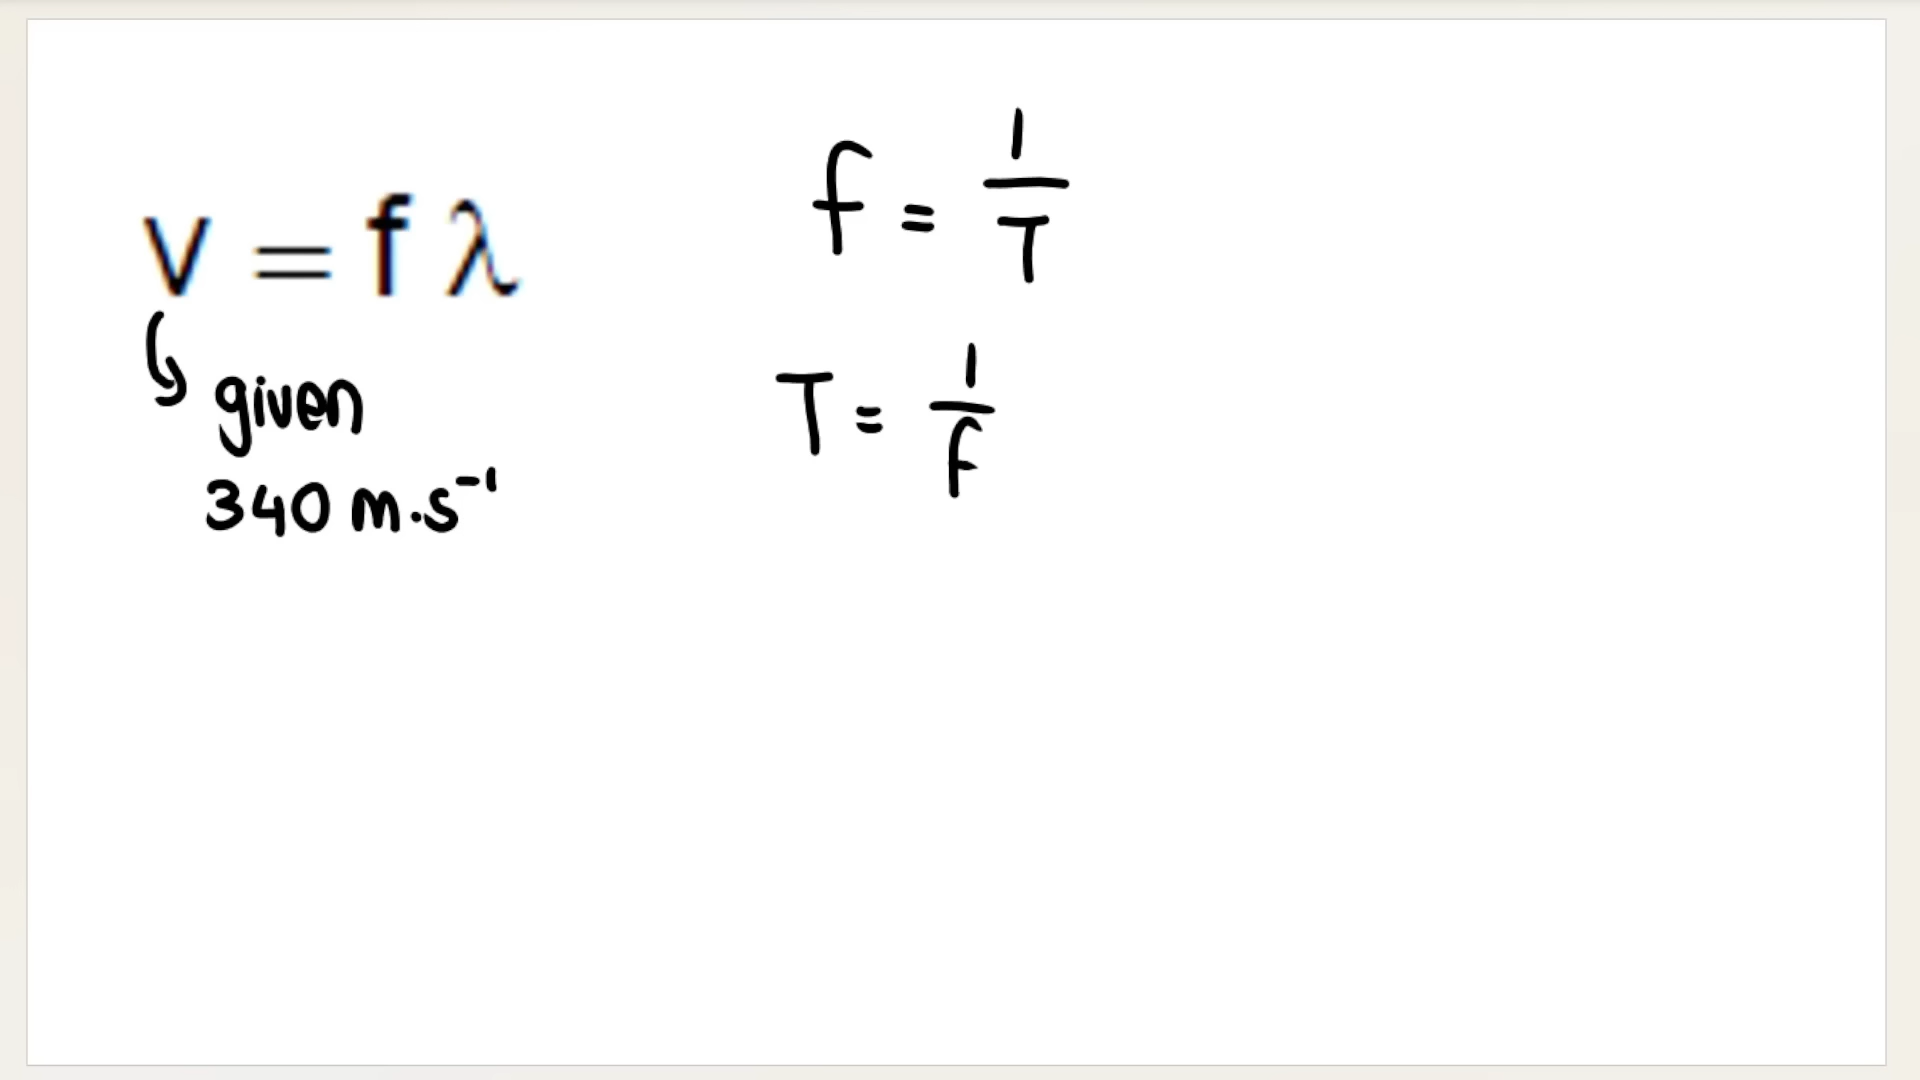 v = f λ
given
340 m.s⁻¹
f = 1/T
T = 1/f